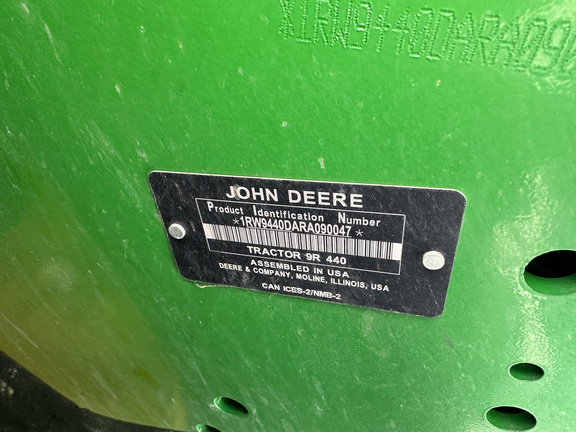 X1RW9440DARA090
JOHN DEERE
Product Identification Number
*1RW9440DARA090047*
TRACTOR 9R 440
ASSEMBLED IN USA
DEERE & COMPANY, MOLINE, ILLINOIS, USA
CAN ICES-2/NMB-2